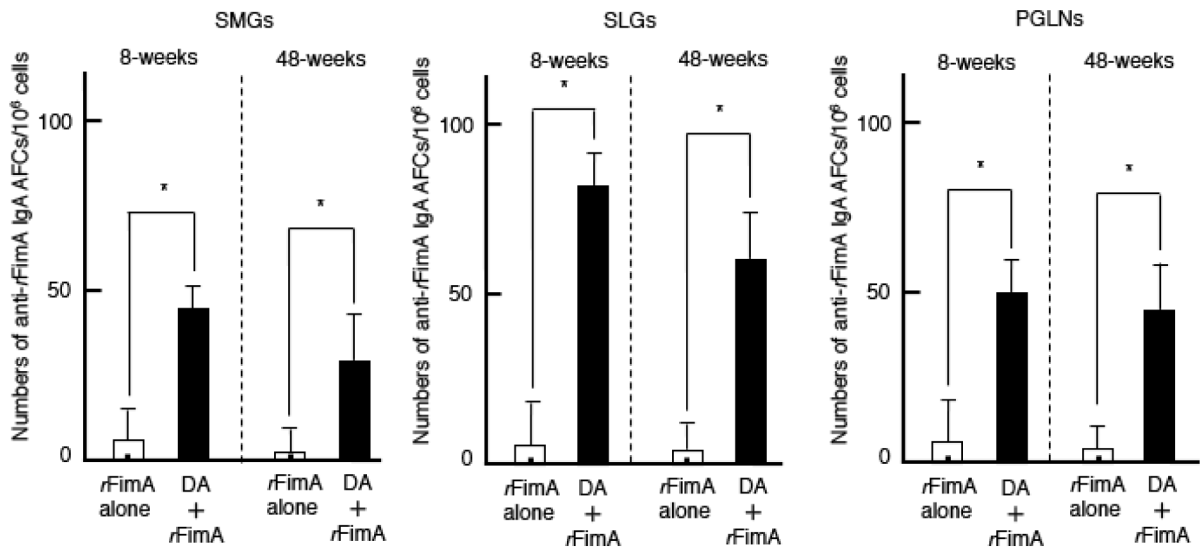 SMGs
8-weeks
48-weeks
Numbers of anti-rFimA IgA AFCs/10⁶ cells
100
50
0
*
*
rFimA
alone
DA
+
rFimA
rFimA
alone
DA
+
rFimA
SLGs
8-weeks
48-weeks
Numbers of anti-rFimA IgA AFCs/10⁶ cells
100
50
0
*
*
rFimA
alone
DA
+
rFimA
rFimA
alone
DA
+
rFimA
PGLNs
8-weeks
48-weeks
Numbers of anti-rFimA IgA AFCs/10⁶ cells
100
50
0
*
*
rFimA
alone
DA
+
rFimA
rFimA
alone
DA
+
rFimA